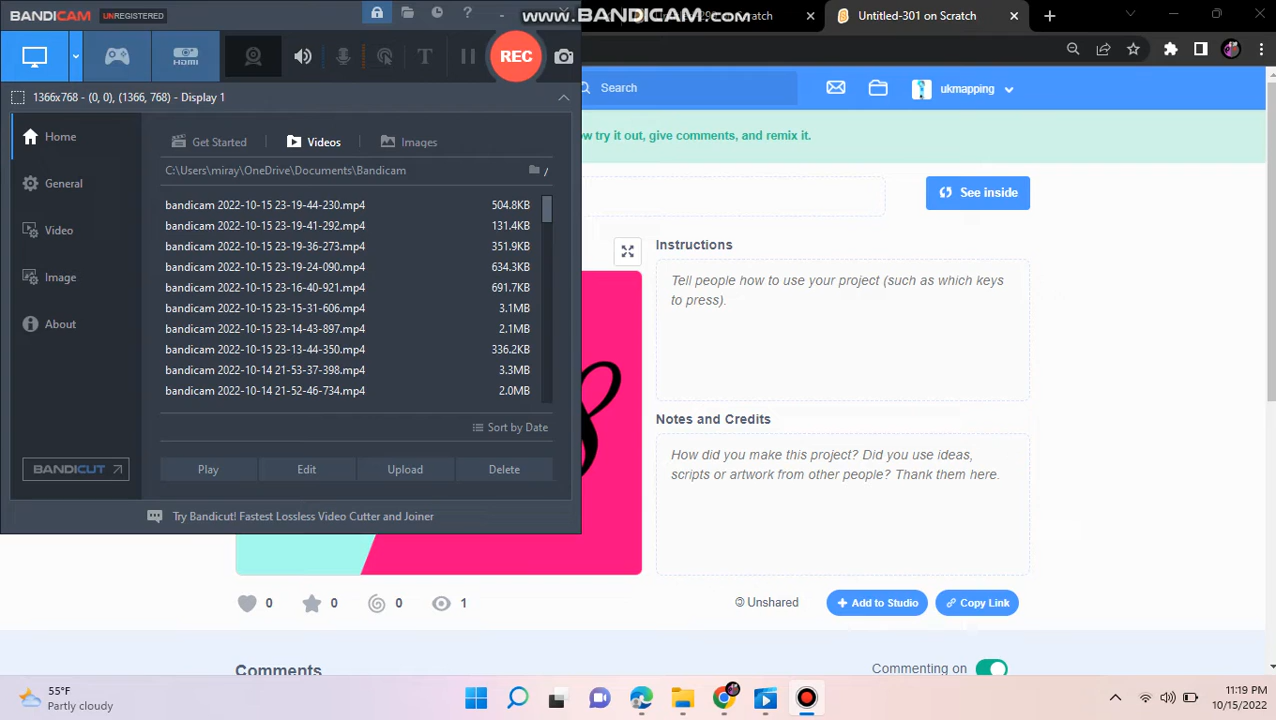 BANDICAM UNREGISTERED
www.BANDICAM.com
Scratch
Untitled-301 on Scratch
HDMI
T
REC
1366x768 - (0, 0), (1366, 768) - Display 1
Search
ukmapping
ow try it out, give comments, and remix it.
Home
General
Video
Image
About
Get Started
Videos
Images
C:\Users\miray\OneDrive\Documents\Bandicam
/
504.8KB
bandicam 2022-10-15 23-19-41-292.mp4 131.4KB
bandicam 2022-10-15 23-19-36-273.mp4 351.9KB
bandicam 2022-10-15 23-19-24-090.mp4 634.3KB
bandicam 2022-10-15 23-15-40-921.mp4 691.7KB
bandicam 2022-10-15 23-15-31-606.mp4 3.1MB
bandicam 2022-10-15 23-14-43-897.mp4 2.1MB
bandicam 2022-10-15 23-13-44-350.mp4 336.2KB
bandicam 2022-10-14 21-53-37-398.mp4 3.3MB
bandicam 2022-10-14 21-52-46-734.mp4 2.0MB
Sort by Date
BANDICUT
Play
Edit
Upload
Delete
Try Bandicut! Fastest Lossless Video Cutter and Joiner
See inside
Instructions
Tell people how to use your project (such as which keys
to press).
Notes and Credits
How did you make this project? Did you use ideas,
scripts or artwork from other people? Thank them here.
0
0
0
1
Unshared
Add to Studio
Copy Link
Comments
Commenting on
55°F
Partly cloudy
11:19 PM
10/15/2022